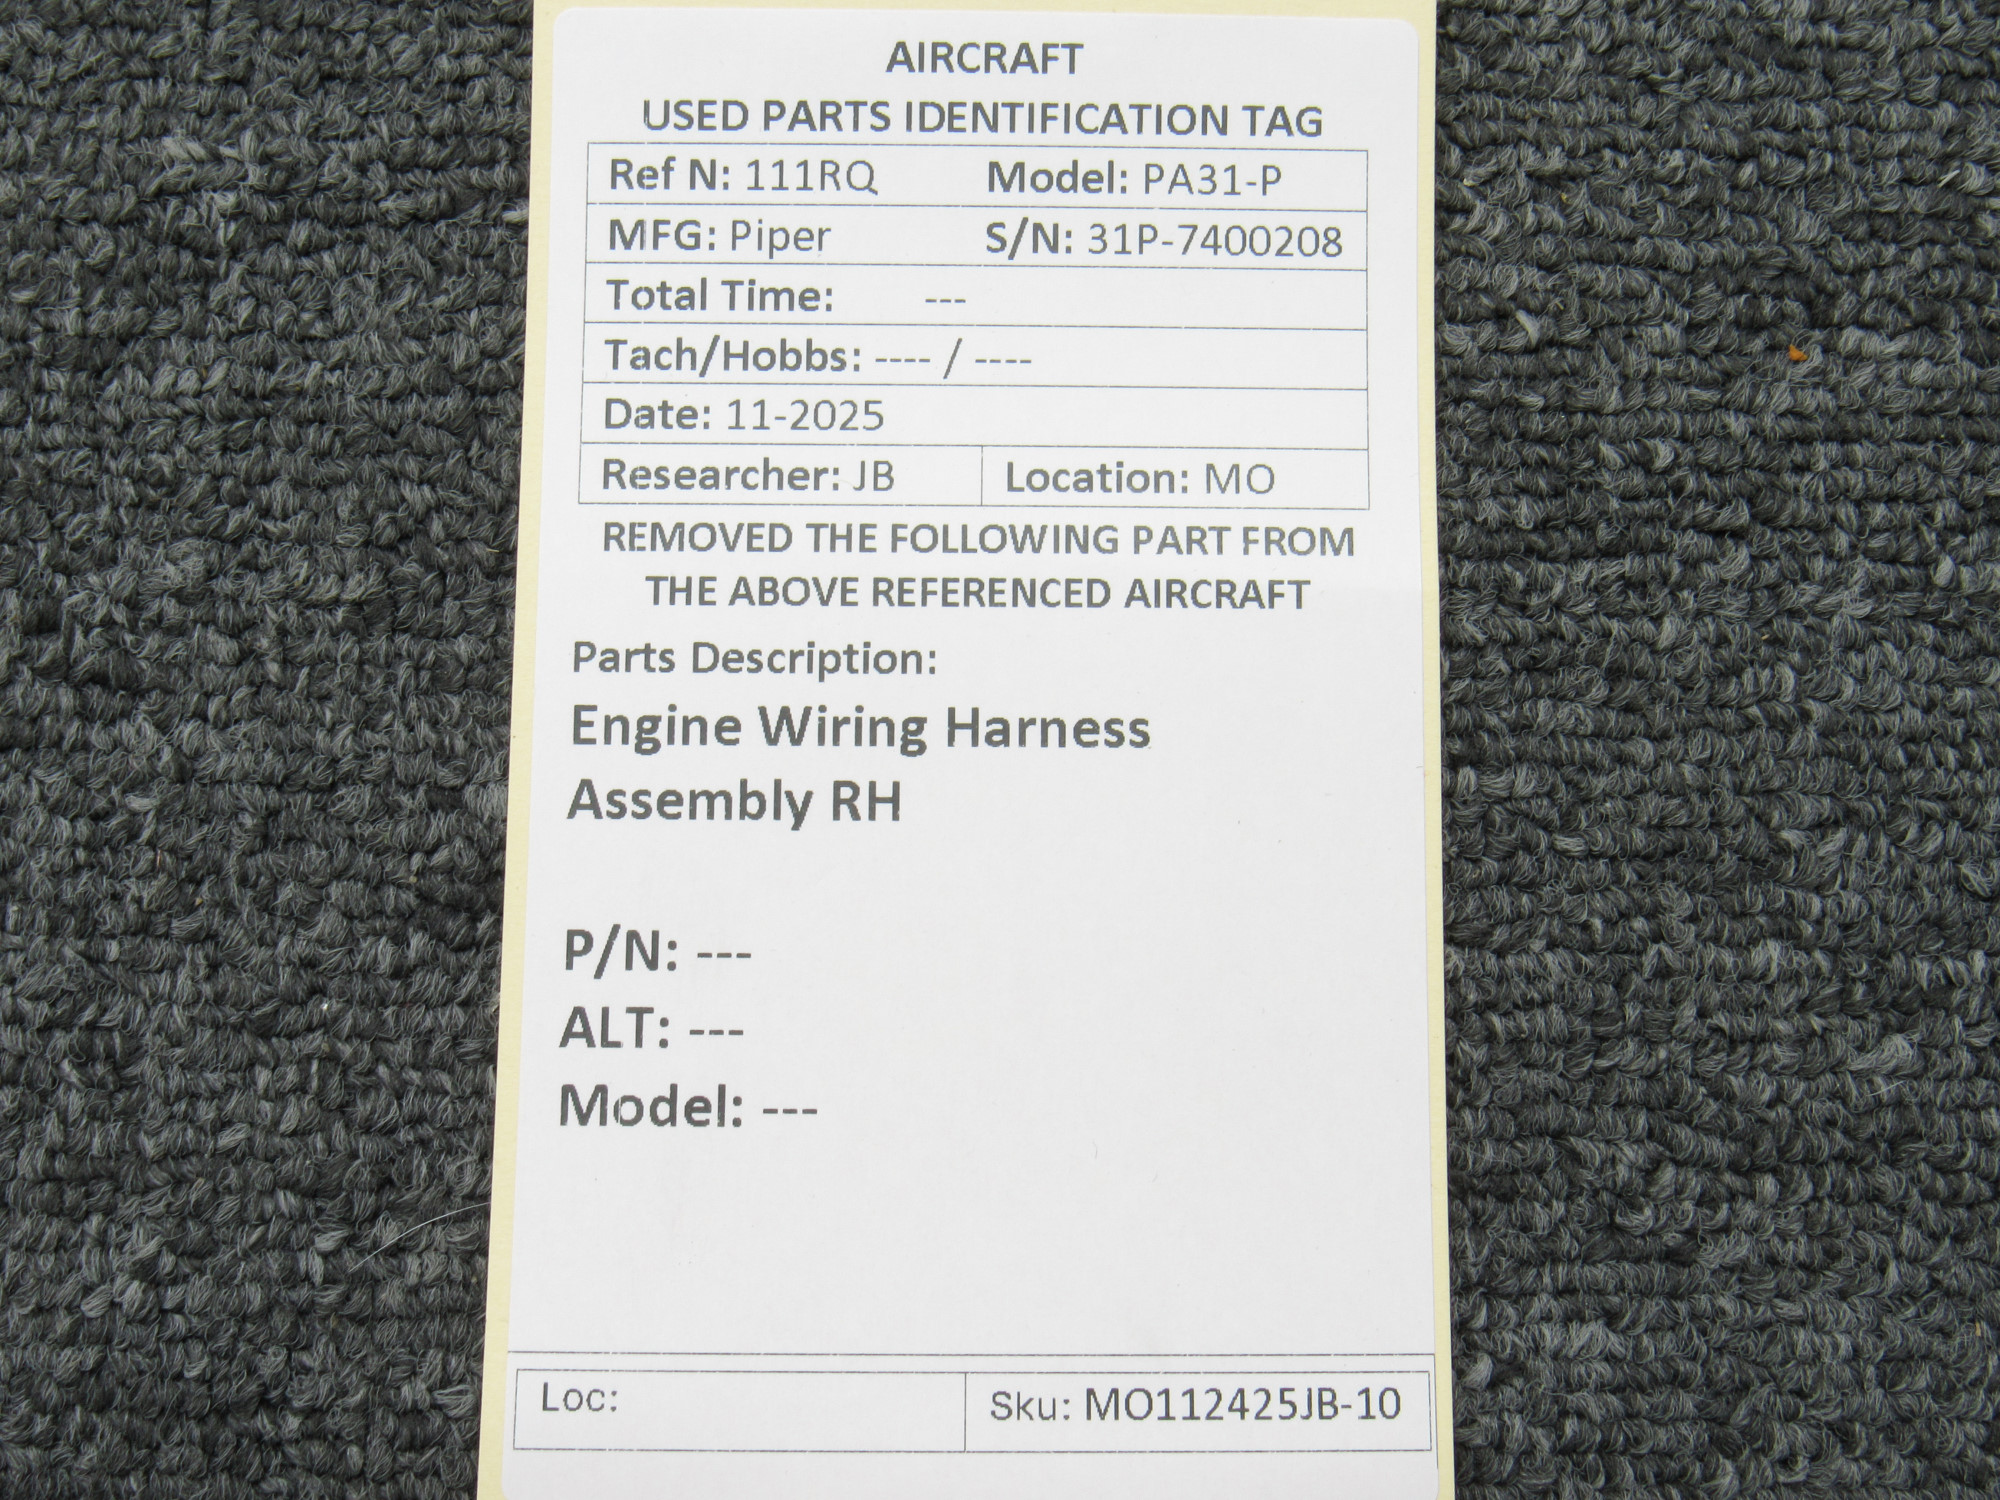 AIRCRAFT
USED PARTS IDENTIFICATION TAG
Ref N: 111RQ Model: PA31-P
MFG: Piper S/N: 31P-7400208
Total Time: ---
Tach/Hobbs: ---- / ----
Date: 11-2025
Researcher: JB Location: MO
REMOVED THE FOLLOWING PART FROM
THE ABOVE REFERENCED AIRCRAFT
Parts Description:
Engine Wiring Harness
Assembly RH
P/N: ---
ALT: ---
Model: ---
Loc: Sku: MO112425JB-10